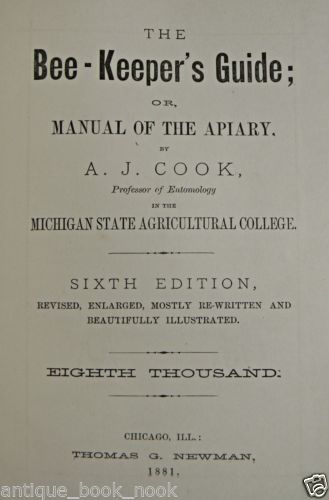 THE
Bee-Keeper's Guide;
OR,
MANUAL OF THE APIARY.
BY
A. J. COOK,
Professor of Entomology
IN THE
MICHIGAN STATE AGRICULTURAL COLLEGE.
SIXTH EDITION,
REVISED, ENLARGED, MOSTLY RE-WRITTEN AND
BEAUTIFULLY ILLUSTRATED.
EIGHTH THOUSAND.
CHICAGO, ILL.:
THOMAS G. NEWMAN,
1881.
antique_book_nook